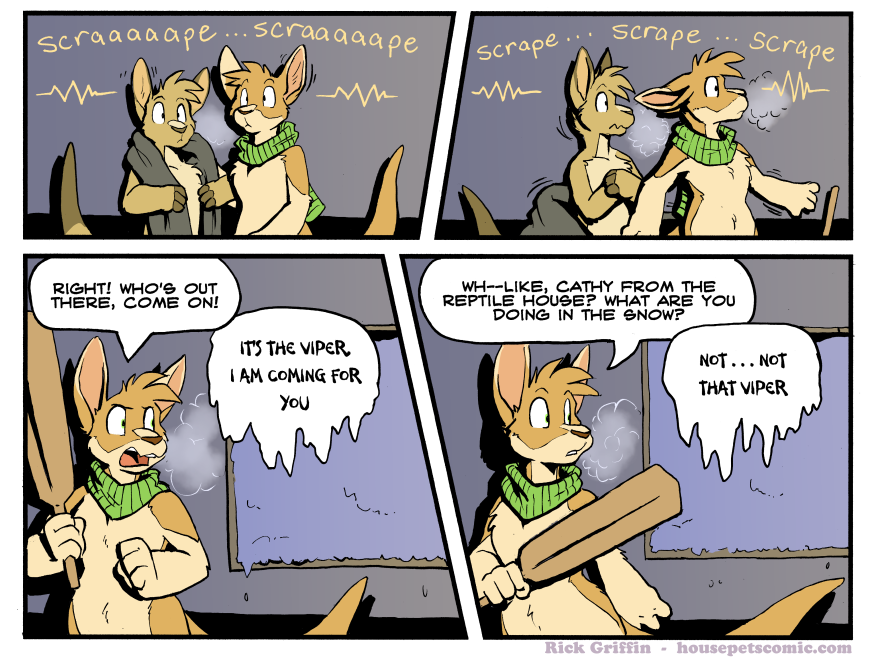 scraaaaape...scraaaaape
scrape... scrape... scrape
RIGHT! WHO'S OUT
THERE, COME ON!
IT'S THE VIPER
I AM COMING FOR
YOU
WH--LIKE, CATHY FROM THE
REPTILE HOUSE? WHAT ARE YOU
DOING IN THE SNOW?
NOT...NOT
THAT VIPER
Rick Griffin - housepetscomic.com